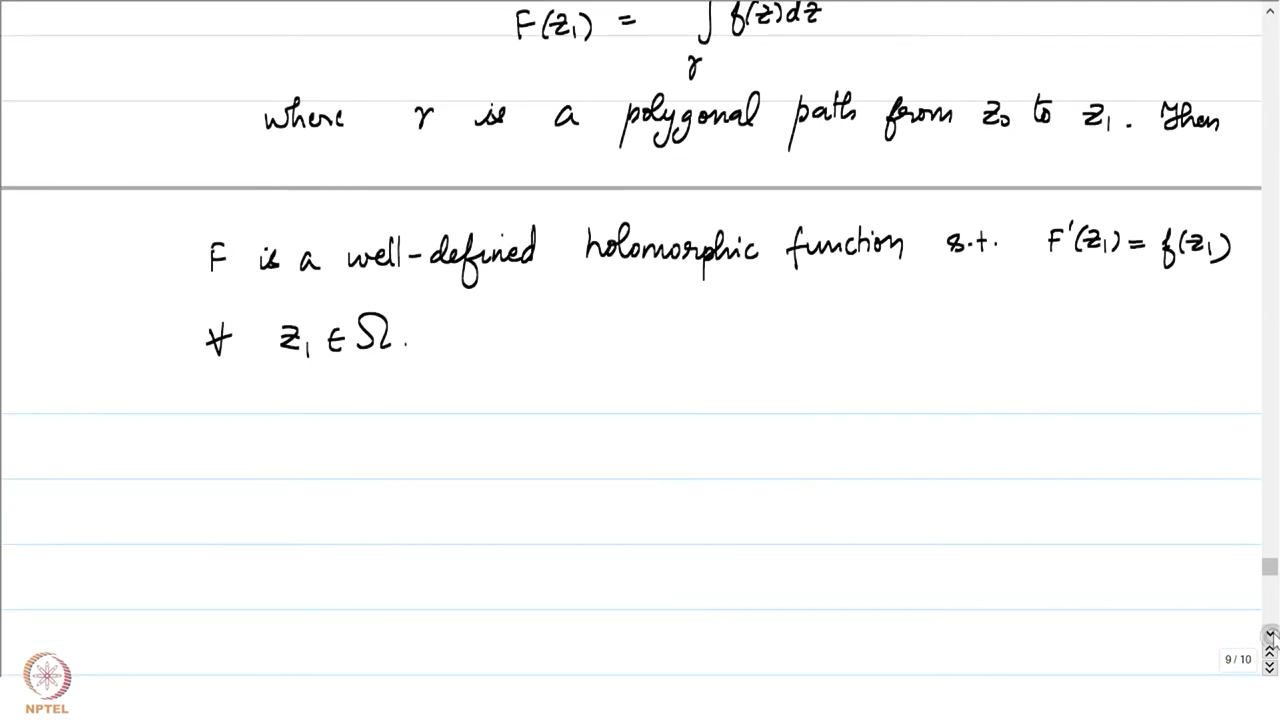 F(z₁) = ∫ f(z)dz
γ
where γ is a polygonal path from z₀ to z₁. Then
F is a well-defined holomorphic function s.t. F'(z₁) = f(z₁)
∀ z₁ ∈ Ω.
9 / 10
NPTEL